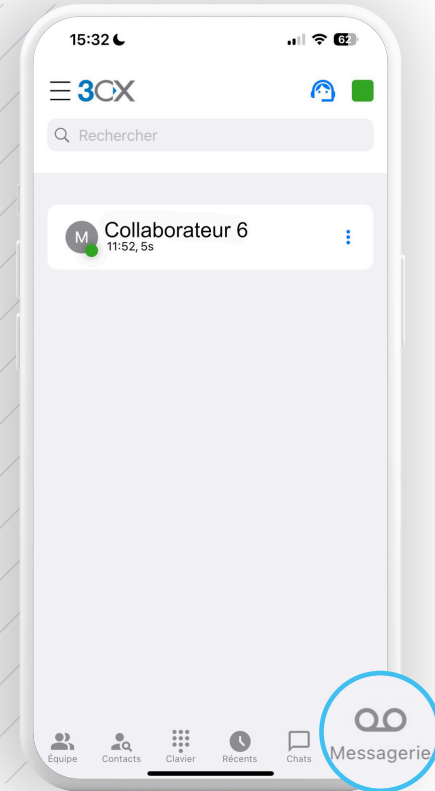 15:32
62
3CX
Rechercher
M
Collaborateur 6
11:52, 5s
Équipe
Contacts
Clavier
Récents
Chats
Messagerie